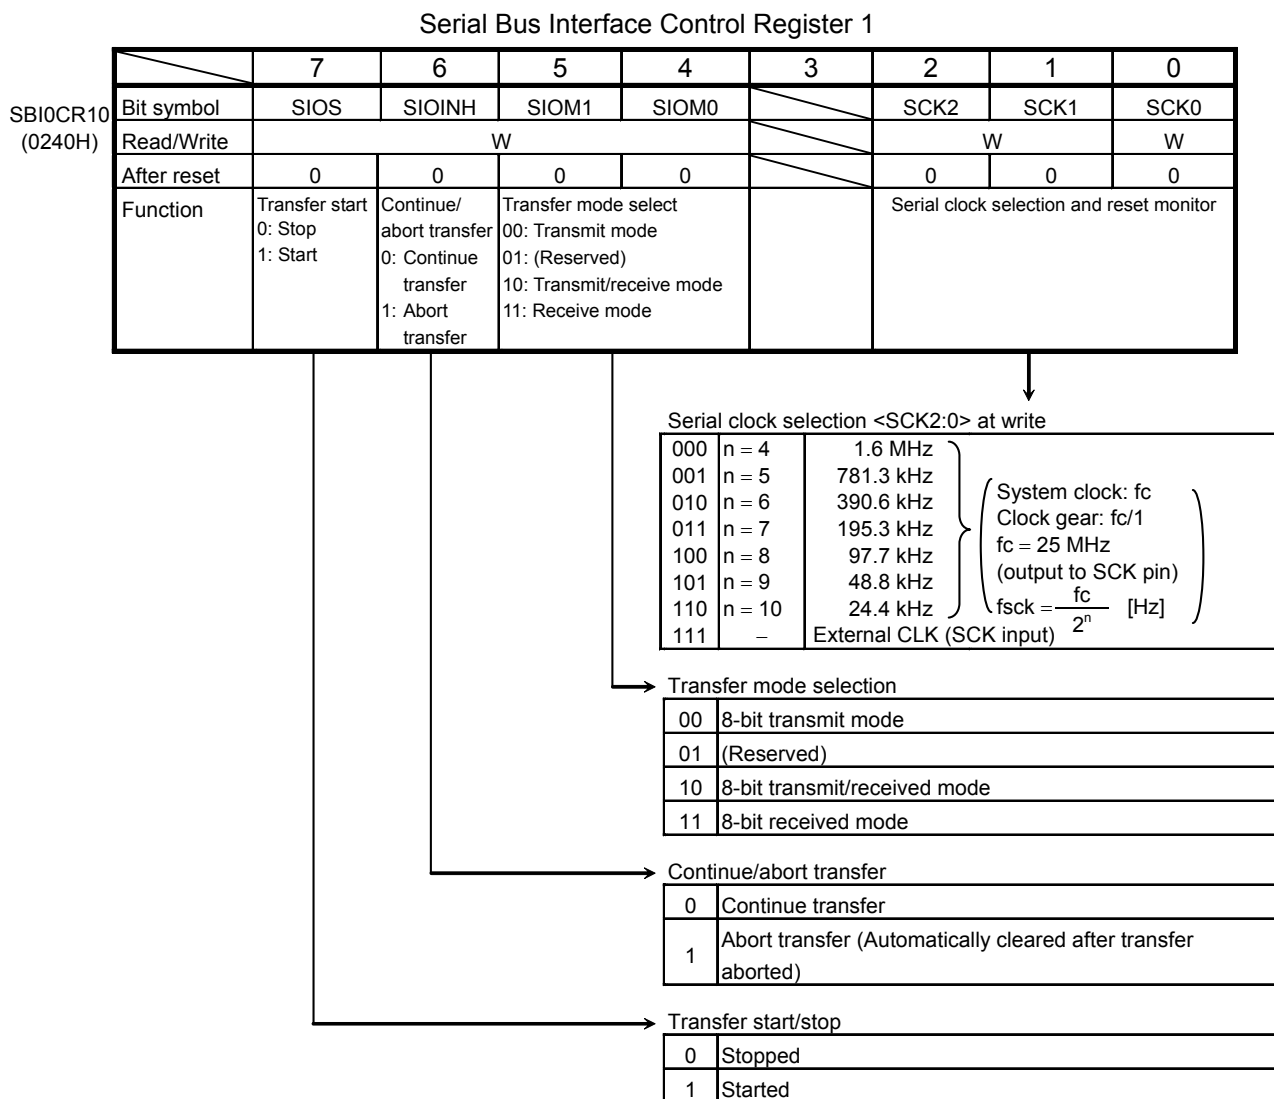 Serial Bus Interface Control Register 1
7 6 5 4 3 2 1 0
SBI0CR10
(0240H)
Bit symbol SIOS SIOINH SIOM1 SIOM0 SCK2 SCK1 SCK0
Read/Write W W W
After reset 0 0 0 0 0 0 0
Function
Transfer start
0: Stop
1: Start
Continue/
abort transfer
0: Continue
transfer
1: Abort
transfer
Transfer mode select
00: Transmit mode
01: (Reserved)
10: Transmit/receive mode
11: Receive mode
Serial clock selection and reset monitor
Serial clock selection <SCK2:0> at write
000 n = 4 1.6 MHz
001 n = 5 781.3 kHz
010 n = 6 390.6 kHz
011 n = 7 195.3 kHz
100 n = 8 97.7 kHz
101 n = 9 48.8 kHz
110 n = 10 24.4 kHz
111 – External CLK (SCK input)
System clock: fc
Clock gear: fc/1
fc = 25 MHz
(output to SCK pin)
fsck = fc / 2^n [Hz]
Transfer mode selection
00 8-bit transmit mode
01 (Reserved)
10 8-bit transmit/received mode
11 8-bit received mode
Continue/abort transfer
0 Continue transfer
1 Abort transfer (Automatically cleared after transfer
aborted)
Transfer start/stop
0 Stopped
1 Started